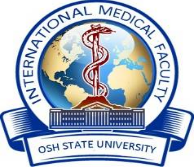 INTERNATIONAL MEDICAL FACULTY
OSH STATE UNIVERSITY